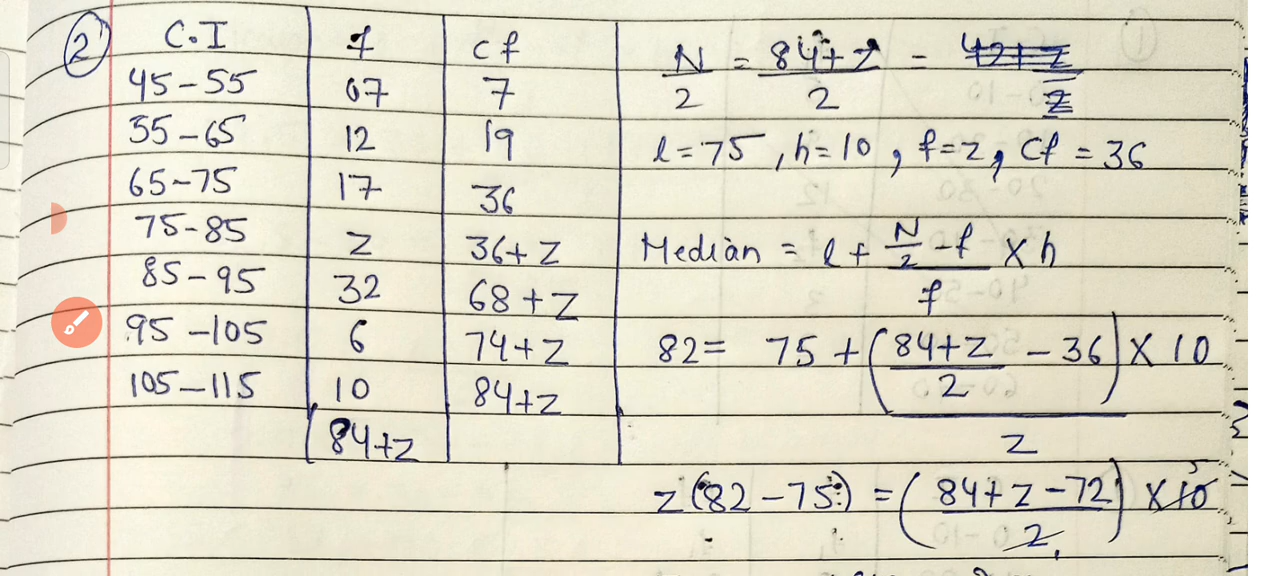 2 C.I f cf
45-55 07 7
55-65 12 19
65-75 17 36
75-85 z 36+z
85-95 32 68+z
95-105 6 74+z
105-115 10 84+z
84+z
N/2 = 84+z/2 =
l=75, h=10, f=z, cf=36
Median = l + N/2 - f / f × h
82= 75 + (84+z/2 - 36) × 10 / z
z(82-75) = (84+z-72/2) × 10 5